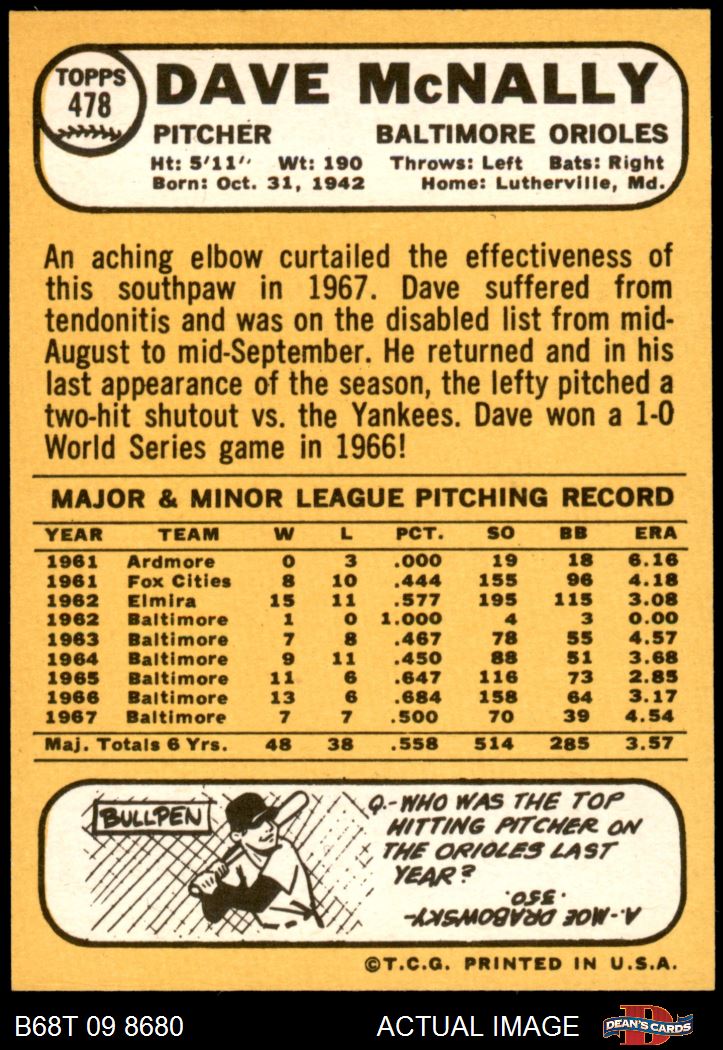 TOPPS
478
DAVE McNALLY
PITCHER BALTIMORE ORIOLES
Ht: 5'11" Wt: 190 Throws: Left Bats: Right
Born: Oct. 31, 1942 Home: Lutherville, Md.
An aching elbow curtailed the effectiveness of
this southpaw in 1967. Dave suffered from
tendonitis and was on the disabled list from mid-
August to mid-September. He returned and in his
last appearance of the season, the lefty pitched a
two-hit shutout vs. the Yankees. Dave won a 1-0
World Series game in 1966!
MAJOR & MINOR LEAGUE PITCHING RECORD
YEAR TEAM W L PCT. SO BB ERA
1961 Ardmore 0 3 .000 19 18 6.16
1961 Fox Cities 8 10 .444 155 96 4.18
1962 Elmira 15 11 .577 195 115 3.08
1962 Baltimore 1 0 1.000 4 3 0.00
1963 Baltimore 7 8 .467 78 55 4.57
1964 Baltimore 9 11 .450 88 51 3.68
1965 Baltimore 11 6 .647 116 73 2.85
1966 Baltimore 13 6 .684 158 64 3.17
1967 Baltimore 7 7 .500 70 39 4.54
Maj. Totals 6 Yrs. 48 38 .558 514 285 3.57
BULLPEN
Q.-WHO WAS THE TOP
HITTING PITCHER ON
THE ORIOLES LAST
YEAR?
A.-MOE DRABOWSKY-
.350.
©T.C.G. PRINTED IN U.S.A.
B68T 09 8680 ACTUAL IMAGE
D
DEAN'S CARDS